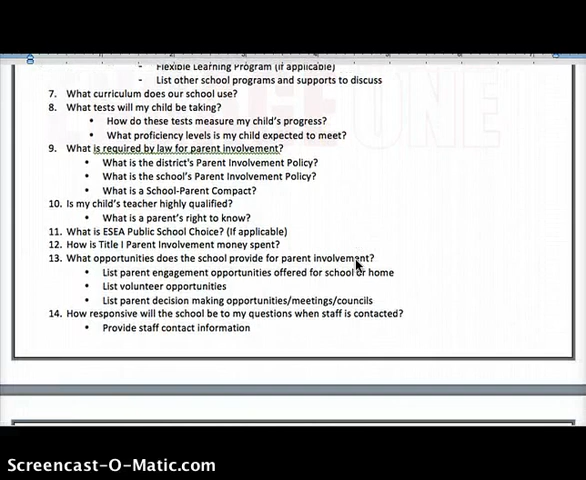 - Flexible Learning Program (if applicable)
- List other school programs and supports to discuss
7. What curriculum does our school use?
8. What tests will my child be taking?
• How do these tests measure my child's progress?
• What proficiency levels is my child expected to meet?
9. What is required by law for parent involvement?
• What is the district's Parent Involvement Policy?
• What is the school's Parent Involvement Policy?
• What is a School-Parent Compact?
10. Is my child's teacher highly qualified?
• What is a parent's right to know?
11. What is ESEA Public School Choice? (If applicable)
12. How is Title I Parent Involvement money spent?
13. What opportunities does the school provide for parent involvement?
• List parent engagement opportunities offered for school or home
• List volunteer opportunities
• List parent decision making opportunities/meetings/councils
14. How responsive will the school be to my questions when staff is contacted?
• Provide staff contact information
Screencast-O-Matic.com